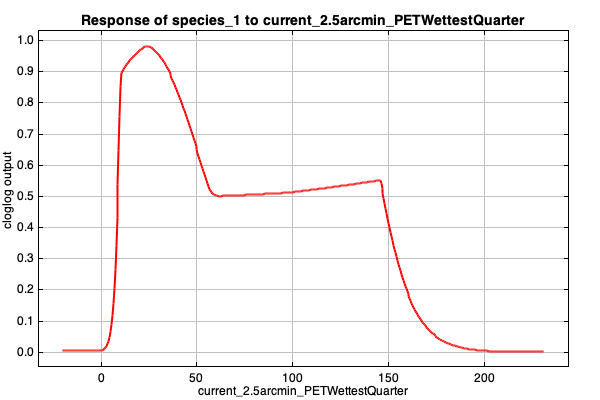 Response of species_1 to current_2.5arcmin_PETWettestQuarter
1.0
0.9
0.8
0.7
0.6
0.5
0.4
0.3
0.2
0.1
0.0
cloglog output
0 50 100 150 200
current_2.5arcmin_PETWettestQuarter